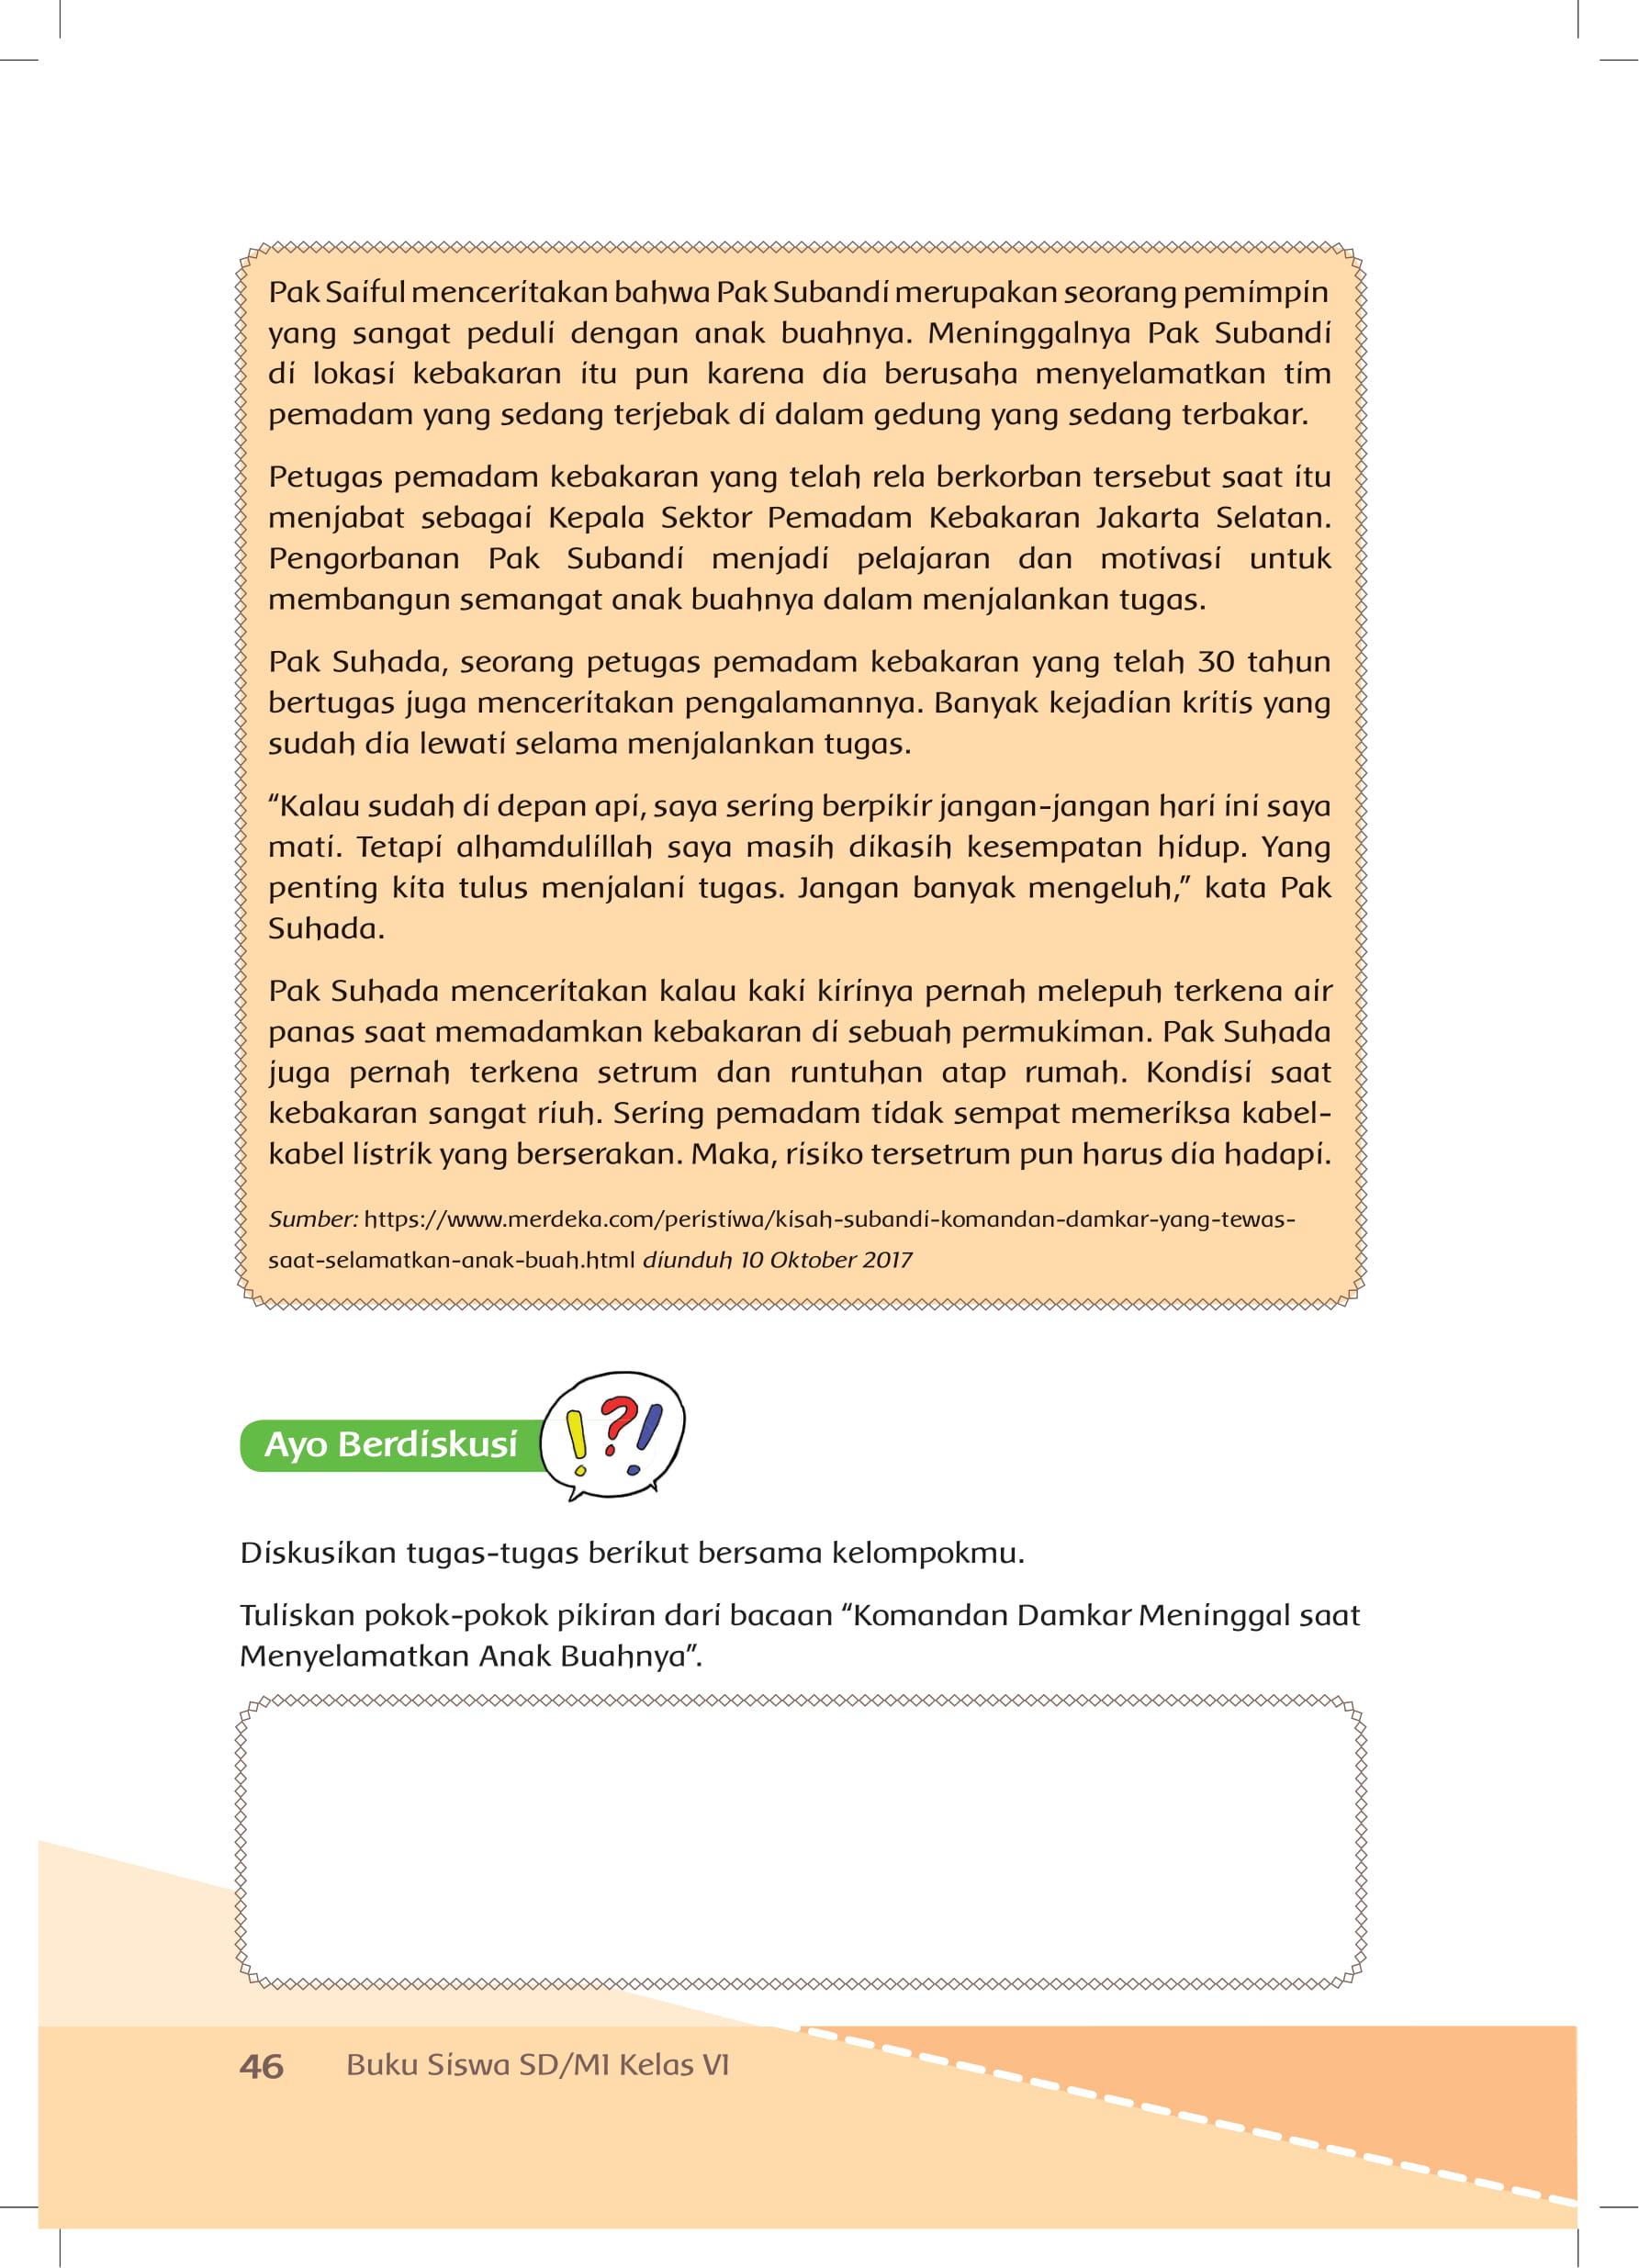 Pak Saiful menceritakan bahwa Pak Subandi merupakan seorang pemimpin
yang sangat peduli dengan anak buahnya. Meninggalnya Pak Subandi
di lokasi kebakaran itu pun karena dia berusaha menyelamatkan tim
pemadam yang sedang terjebak di dalam gedung yang sedang terbakar.
Petugas pemadam kebakaran yang telah rela berkorban tersebut saat itu
menjabat sebagai Kepala Sektor Pemadam Kebakaran Jakarta Selatan.
Pengorbanan Pak Subandi menjadi pelajaran dan motivasi untuk
membangun semangat anak buahnya dalam menjalankan tugas.
Pak Suhada, seorang petugas pemadam kebakaran yang telah 30 tahun
bertugas juga menceritakan pengalamannya. Banyak kejadian kritis yang
sudah dia lewati selama menjalankan tugas.
“Kalau sudah di depan api, saya sering berpikir jangan-jangan hari ini saya
mati. Tetapi alhamdulillah saya masih dikasih kesempatan hidup. Yang
penting kita tulus menjalani tugas. Jangan banyak mengeluh,” kata Pak
Suhada.
Pak Suhada menceritakan kalau kaki kirinya pernah melepuh terkena air
panas saat memadamkan kebakaran di sebuah permukiman. Pak Suhada
juga pernah terkena setrum dan runtuhan atap rumah. Kondisi saat
kebakaran sangat riuh. Sering pemadam tidak sempat memeriksa kabel-
kabel listrik yang berserakan. Maka, risiko tersetrum pun harus dia hadapi.
Sumber: https://www.merdeka.com/peristiwa/kisah-subandi-komandan-damkar-yang-tewas-
saat-selamatkan-anak-buah.html diunduh 10 Oktober 2017
Ayo Berdiskusi
!?!
Diskusikan tugas-tugas berikut bersama kelompokmu.
Tuliskan pokok-pokok pikiran dari bacaan “Komandan Damkar Meninggal saat
Menyelamatkan Anak Buahnya”.
46 Buku Siswa SD/MI Kelas VI